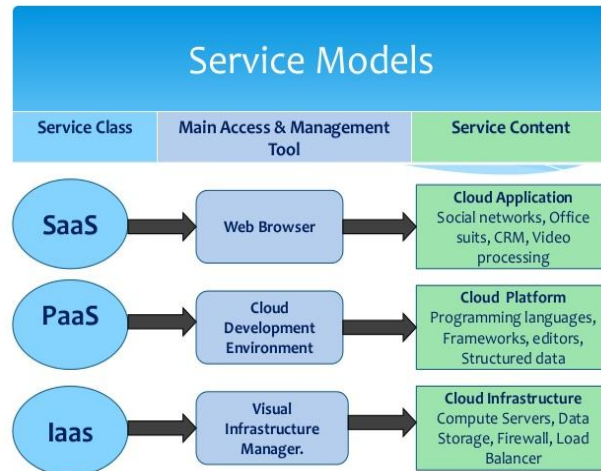 Service Models
Service Class
Main Access & Management
Tool
Service Content
SaaS
Web Browser
Cloud Application
Social networks, Office
suits, CRM, Video
processing
PaaS
Cloud
Development
Environment
Cloud Platform
Programming languages,
Frameworks, editors,
Structured data
Iaas
Visual
Infrastructure
Manager.
Cloud Infrastructure
Compute Servers, Data
Storage, Firewall, Load
Balancer